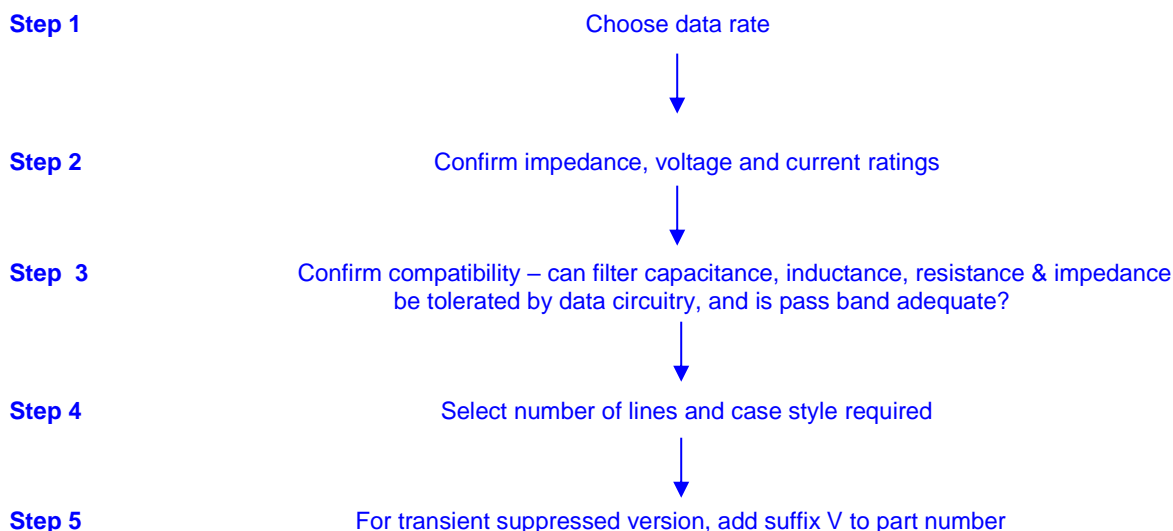 Step 1 Choose data rate
Step 2 Confirm impedance, voltage and current ratings
Step 3 Confirm compatibility – can filter capacitance, inductance, resistance & impedance
be tolerated by data circuitry, and is pass band adequate?
Step 4 Select number of lines and case style required
Step 5 For transient suppressed version, add suffix V to part number